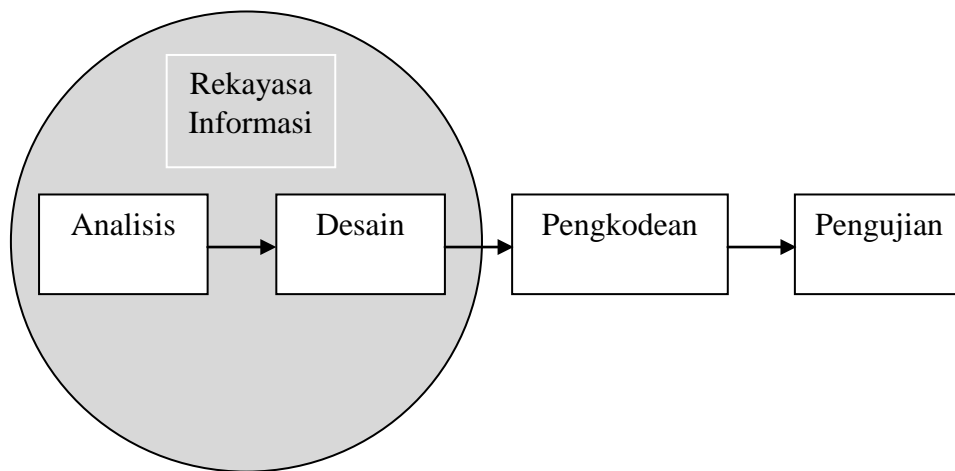 Rekayasa
Informasi
Analisis
Desain
Pengkodean
Pengujian